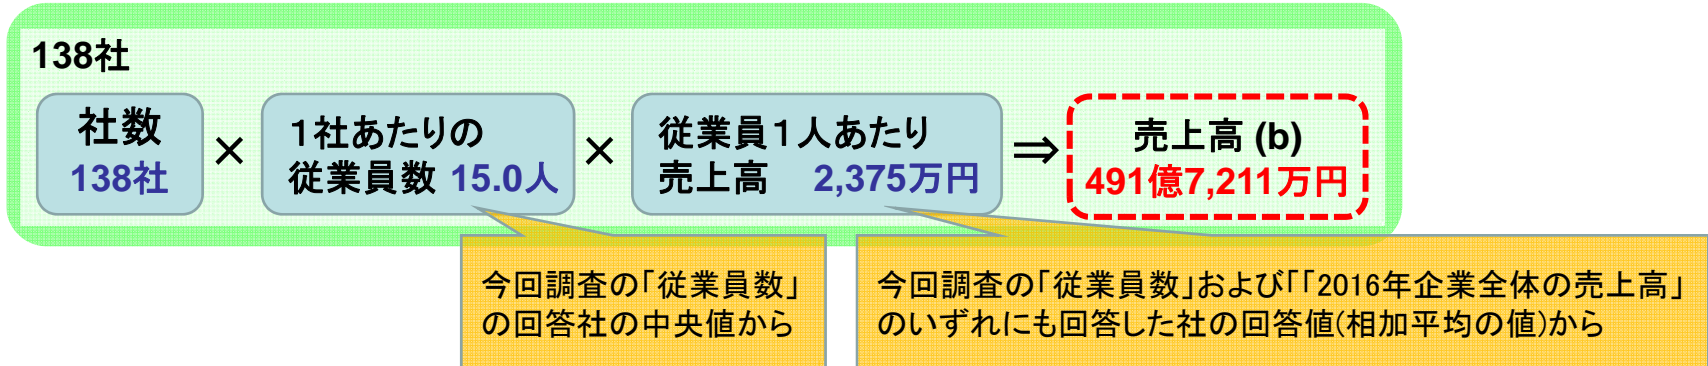 138社
社数
138社
×
１社あたりの
従業員数 15.0人
×
従業員１人あたり
売上高 2,375万円
⇒
売上高 (b)
491億7,211万円
今回調査の「従業員数」
の回答社の中央値から
今回調査の「従業員数」および「「2016年企業全体の売上高」
のいずれにも回答した社の回答値(相加平均の値)から